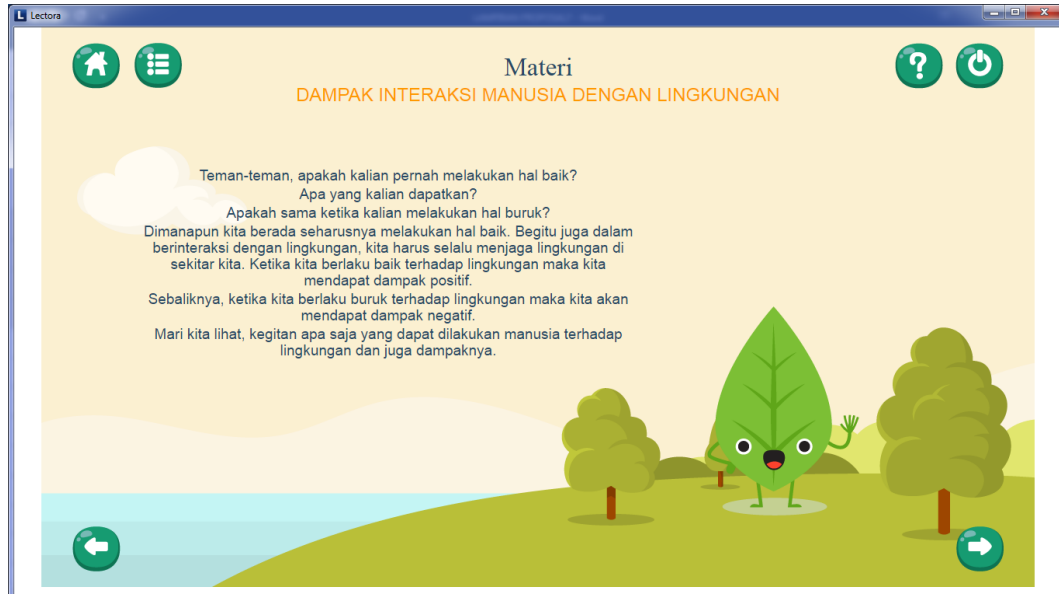 Lectora
Materi
DAMPAK INTERAKSI MANUSIA DENGAN LINGKUNGAN
Teman-teman, apakah kalian pernah melakukan hal baik?
Apa yang kalian dapatkan?
Apakah sama ketika kalian melakukan hal buruk?
Dimanapun kita berada seharusnya melakukan hal baik. Begitu juga dalam
berinteraksi dengan lingkungan, kita harus selalu menjaga lingkungan di
sekitar kita. Ketika kita berlaku baik terhadap lingkungan maka kita
mendapat dampak positif.
Sebaliknya, ketika kita berlaku buruk terhadap lingkungan maka kita akan
mendapat dampak negatif.
Mari kita lihat, kegitan apa saja yang dapat dilakukan manusia terhadap
lingkungan dan juga dampaknya.